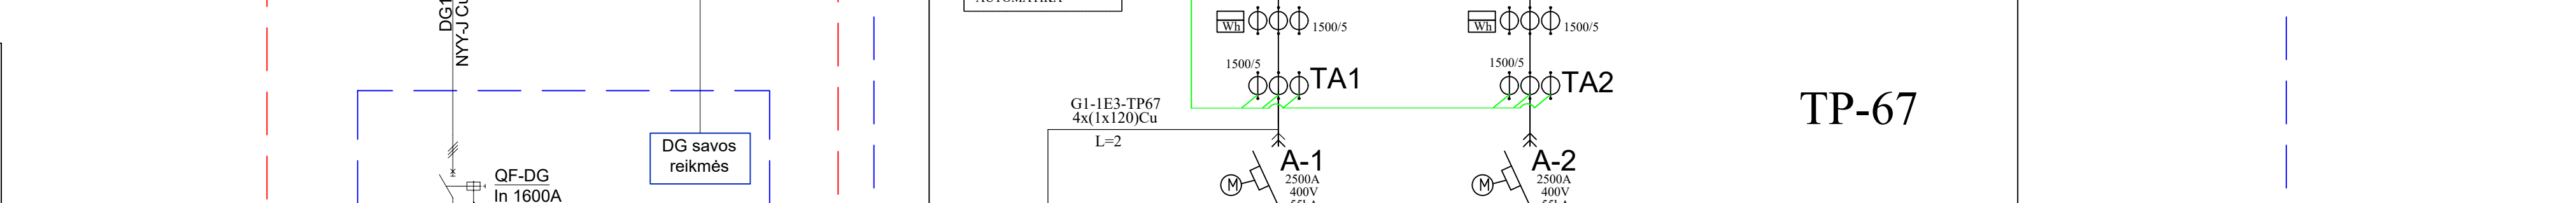 DG1
NYY-J Cu
AUTOMATIKA
Wh
1500/5
Wh
1500/5
1500/5
TA1
1500/5
TA2
G1-1E3-TP67
4x(1x120)Cu
L=2
TP-67
DG savos
reikmės
QF-DG
In 1600A
M
A-1
2500A
400V
55kA
M
A-2
2500A
400V
55kA